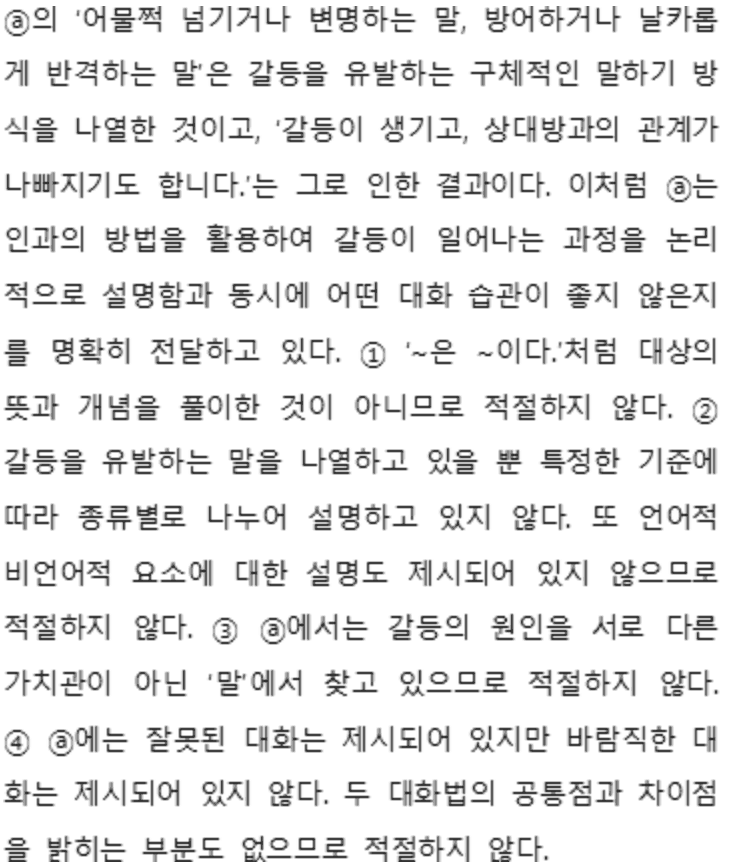 ⓐ의 '어물쩍 넘기거나 변명하는 말, 방어하거나 날카롭
게 반격하는 말'은 갈등을 유발하는 구체적인 말하기 방
식을 나열한 것이고, '갈등이 생기고, 상대방과의 관계가
나빠지기도 합니다.'는 그로 인한 결과이다. 이처럼 ⓐ는
인과의 방법을 활용하여 갈등이 일어나는 과정을 논리
적으로 설명함과 동시에 어떤 대화 습관이 좋지 않은지
를 명확히 전달하고 있다. ① '~은 ~이다.'처럼 대상의
뜻과 개념을 풀이한 것이 아니므로 적절하지 않다. ②
갈등을 유발하는 말을 나열하고 있을 뿐 특정한 기준에
따라 종류별로 나누어 설명하고 있지 않다. 또 언어적
비언어적 요소에 대한 설명도 제시되어 있지 않으므로
적절하지 않다. ③ ⓐ에서는 갈등의 원인을 서로 다른
가치관이 아닌 '말'에서 찾고 있으므로 적절하지 않다.
④ ⓐ에는 잘못된 대화는 제시되어 있지만 바람직한 대
화는 제시되어 있지 않다. 두 대화법의 공통점과 차이점
을 밝히는 부분도 없으므로 적절하지 않다.